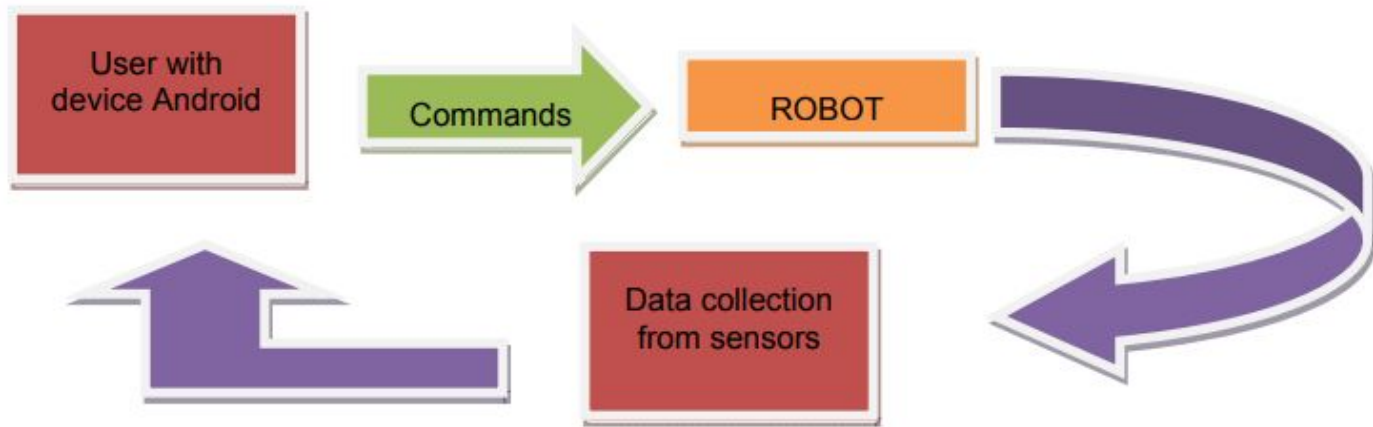 User with
device Android
Commands
ROBOT
Data collection
from sensors